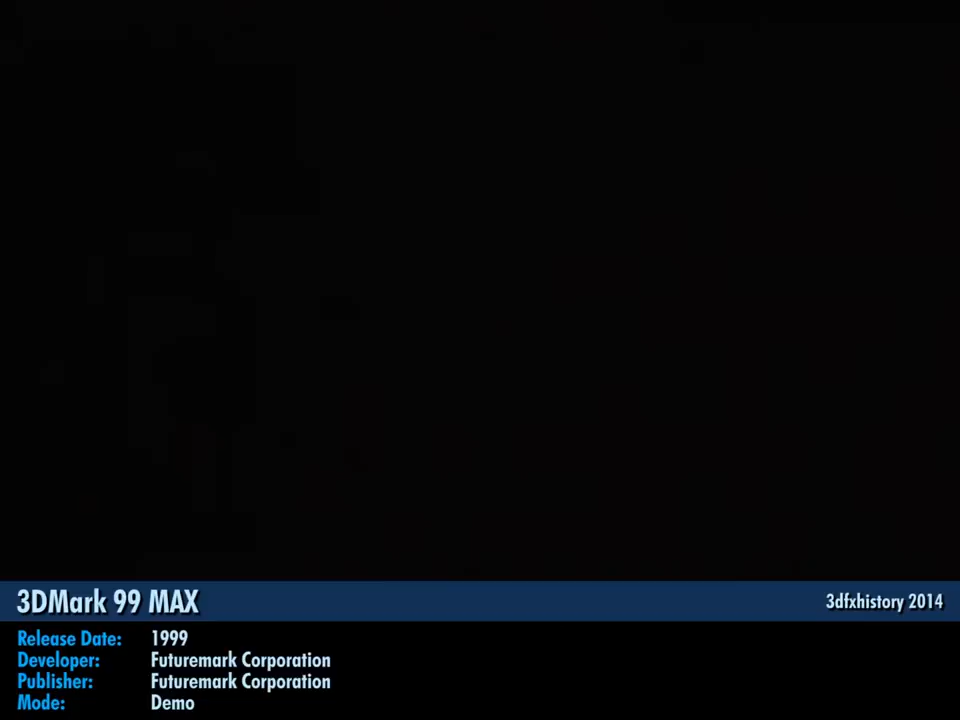 3DMark 99 MAX
3dfxhistory 2014
Release Date: 1999
Developer: Futuremark Corporation
Publisher: Futuremark Corporation
Mode: Demo